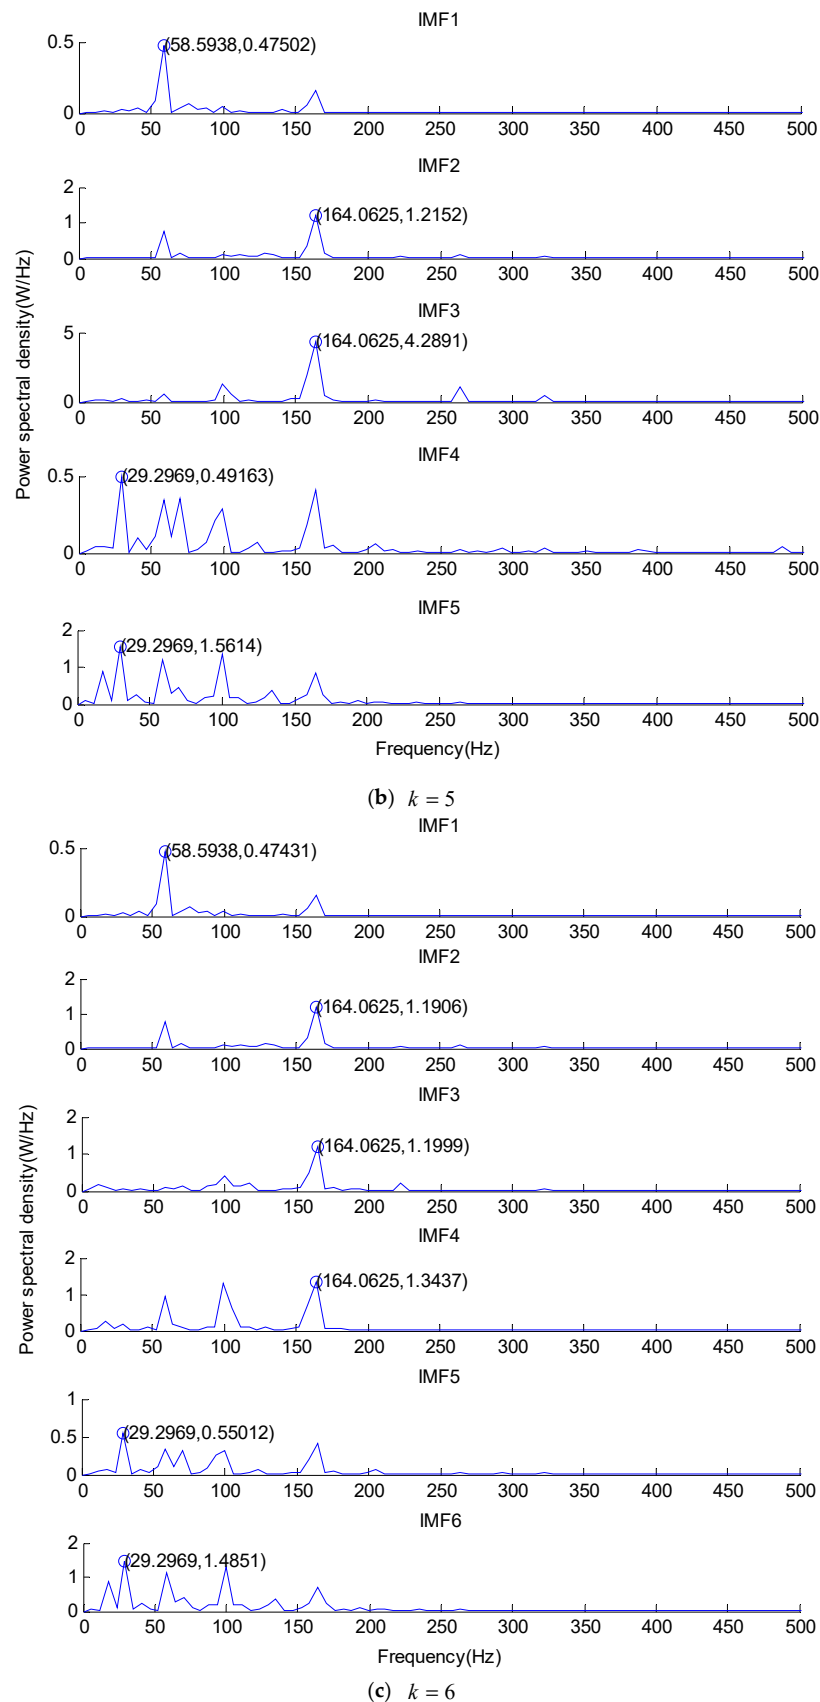 IMF1
(58.5938,0.47502)
0.5
0
0 50 100 150 200 250 300 350 400 450 500
IMF2
2
(164.0625,1.2152)
1
0
0 50 100 150 200 250 300 350 400 450 500
IMF3
5
(164.0625,4.2891)
0
0 50 100 150 200 250 300 350 400 450 500
Power spectral density(W/Hz)
IMF4
0.5
(29.2969,0.49163)
0
0 50 100 150 200 250 300 350 400 450 500
IMF5
2
(29.2969,1.5614)
1
0
0 50 100 150 200 250 300 350 400 450 500
Frequency(Hz)
(b) k = 5
IMF1
0.5
(58.5938,0.47431)
0
0 50 100 150 200 250 300 350 400 450 500
IMF2
2
(164.0625,1.1906)
1
0
0 50 100 150 200 250 300 350 400 450 500
IMF3
2
(164.0625,1.1999)
1
0
0 50 100 150 200 250 300 350 400 450 500
Power spectral density(W/Hz)
IMF4
2
(164.0625,1.3437)
1
0
0 50 100 150 200 250 300 350 400 450 500
IMF5
1
(29.2969,0.55012)
0.5
0
0 50 100 150 200 250 300 350 400 450 500
IMF6
2
(29.2969,1.4851)
1
0
0 50 100 150 200 250 300 350 400 450 500
Frequency(Hz)
(c) k = 6